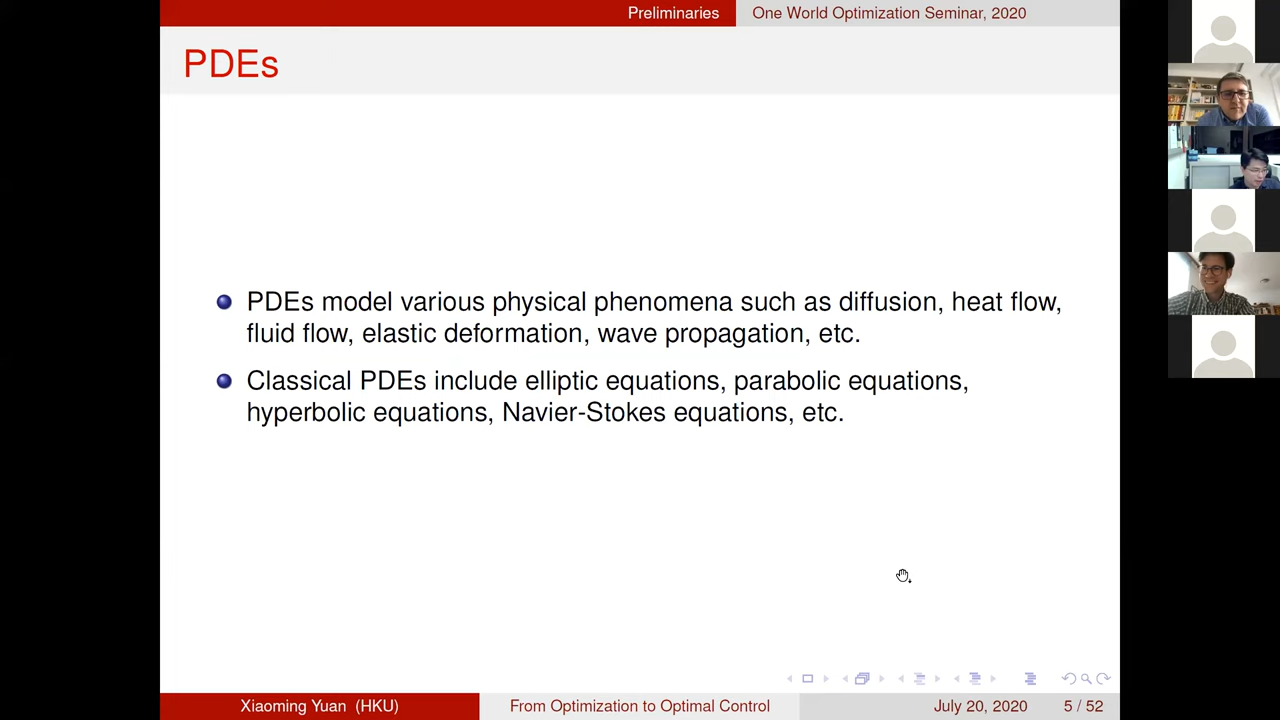 Preliminaries
One World Optimization Seminar, 2020
PDEs
PDEs model various physical phenomena such as diffusion, heat flow,
fluid flow, elastic deformation, wave propagation, etc.
Classical PDEs include elliptic equations, parabolic equations,
hyperbolic equations, Navier-Stokes equations, etc.
Xiaoming Yuan (HKU)
From Optimization to Optimal Control
July 20, 2020
5 / 52